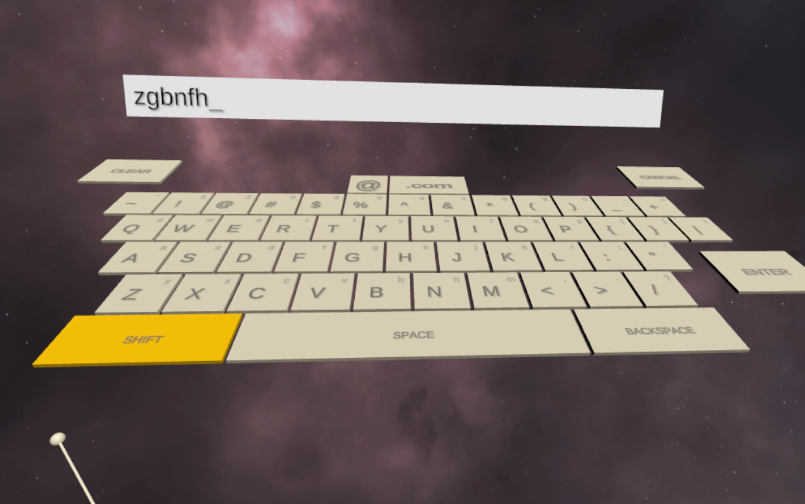 zgbnfh_
CLEAR CANCEL
@ .com
~ ! @ # $ % ^ & * ( ) _ +
Q W E R T Y U I O P { } |
A S D F G H J K L : "
ENTER
Z X C V B N M < > /
SHIFT SPACE BACKSPACE